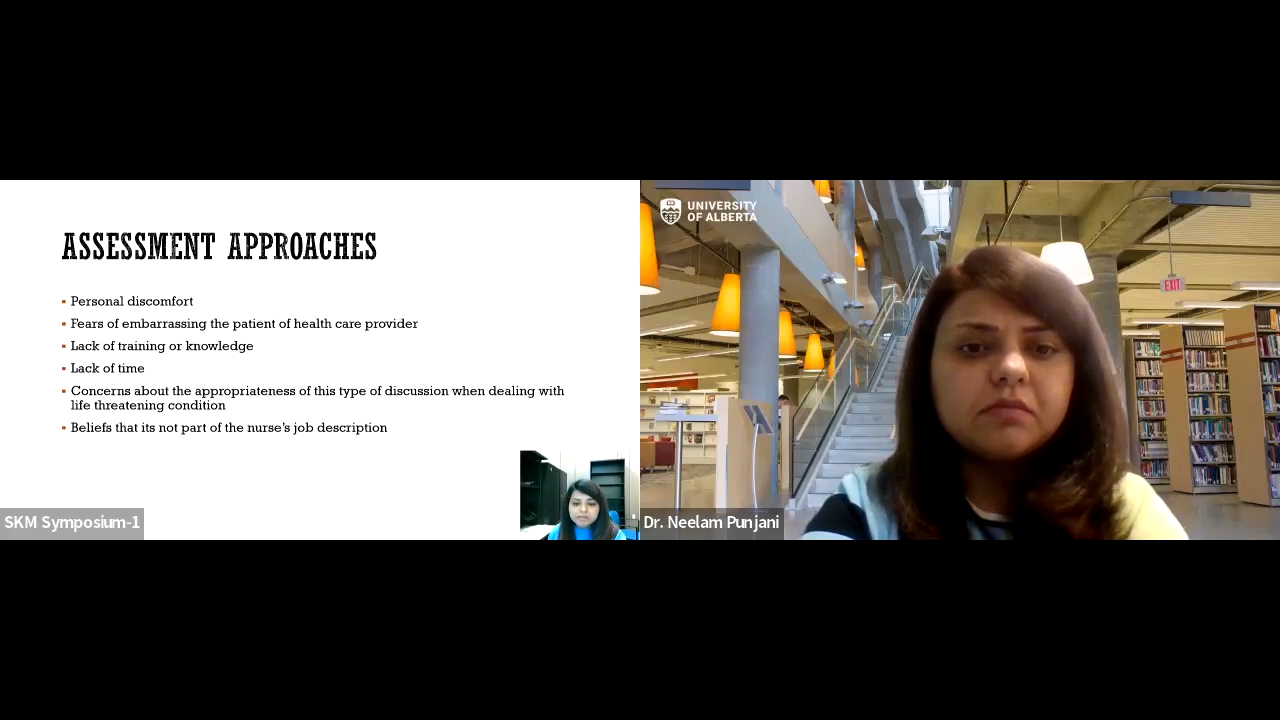 ASSESSMENT APPROACHES
Personal discomfort
Fears of embarrassing the patient of health care provider
Lack of training or knowledge
Lack of time
Concerns about the appropriateness of this type of discussion when dealing with
life threatening condition
Beliefs that its not part of the nurse's job description
SKM Symposium-1
UNIVERSITY
OF ALBERTA
EXIT
Dr. Neelam Punjani